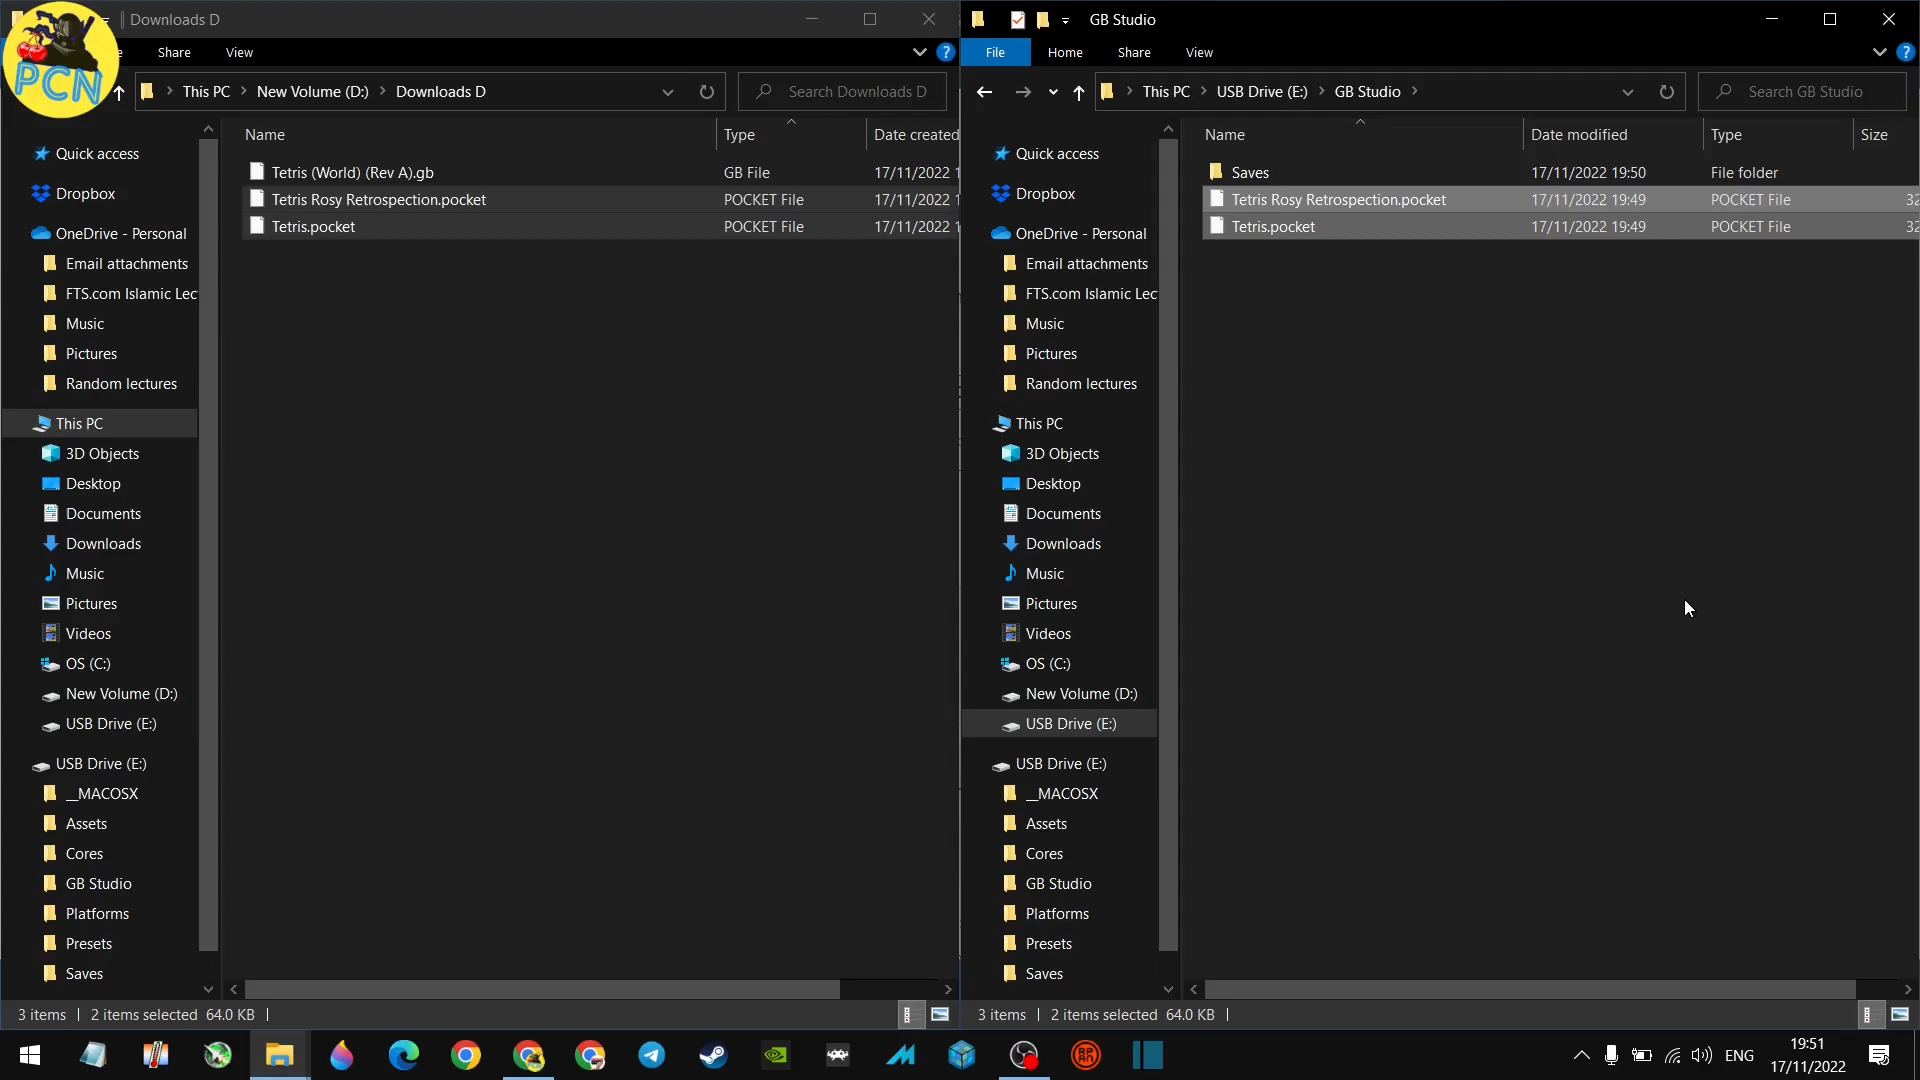 PCN
Downloads D
Share
View
This PC
New Volume (D:)
Downloads D
Search Downloads D
Name
Type
Date created
Tetris (World) (Rev A).gb
GB File
17/11/2022 1
Tetris Rosy Retrospection.pocket
POCKET File
17/11/2022 1
Tetris.pocket
POCKET File
17/11/2022 1
Quick access
Dropbox
OneDrive - Personal
Email attachments
FTS.com Islamic Lec
Music
Pictures
Random lectures
This PC
3D Objects
Desktop
Documents
Downloads
Music
Pictures
Videos
OS (C:)
New Volume (D:)
USB Drive (E:)
USB Drive (E:)
__MACOSX
Assets
Cores
GB Studio
Platforms
Presets
Saves
3 items
2 items selected 64.0 KB
GB Studio
File
Home
Share
View
This PC
USB Drive (E:)
GB Studio
Search GB Studio
Name
Date modified
Type
Size
Saves
17/11/2022 19:50
File folder
Tetris Rosy Retrospection.pocket
17/11/2022 19:49
POCKET File
32
Tetris.pocket
17/11/2022 19:49
POCKET File
32
Quick access
Dropbox
OneDrive - Personal
Email attachments
FTS.com Islamic Lec
Music
Pictures
Random lectures
This PC
3D Objects
Desktop
Documents
Downloads
Music
Pictures
Videos
OS (C:)
New Volume (D:)
USB Drive (E:)
USB Drive (E:)
__MACOSX
Assets
Cores
GB Studio
Platforms
Presets
Saves
3 items
2 items selected 64.0 KB
ENG
19:51
17/11/2022